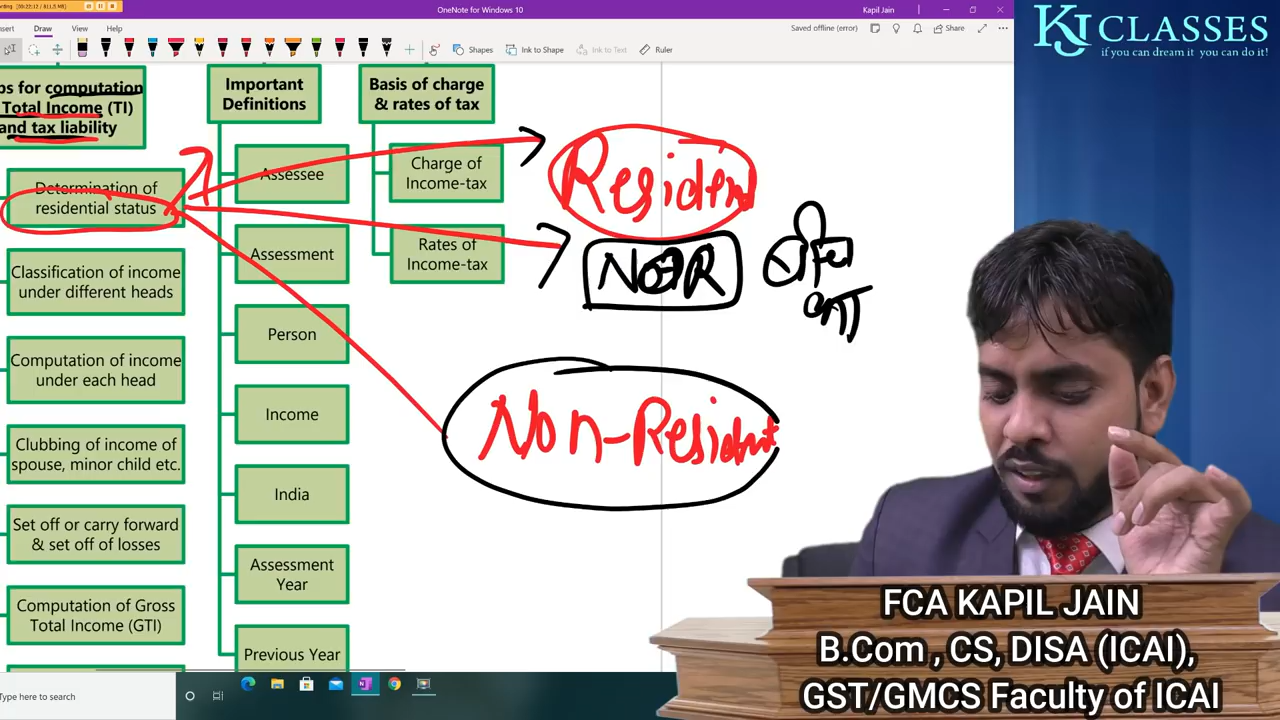 OneNote for Windows 10
Kapil Jain
nsert
Draw
View
Help
Saved offline (error)
Share
Shapes
Ink to Shape
Ink to Text
Ruler
KJ CLASSES
if you can dream it you can do it!
ps for computation
Total Income (TI)
and tax liability
Important
Definitions
Basis of charge
& rates of tax
Determination of
residential status
Classification of income
under different heads
Computation of income
under each head
Clubbing of income of
spouse, minor child etc.
Set off or carry forward
& set off of losses
Computation of Gross
Total Income (GTI)
Assessee
Assessment
Person
Income
India
Assessment
Year
Previous Year
Charge of
Income-tax
Rates of
Income-tax
Resident
NOR
Non-Resident
FCA KAPIL JAIN
B.Com , CS, DISA (ICAI),
GST/GMCS Faculty of ICAI
Type here to search